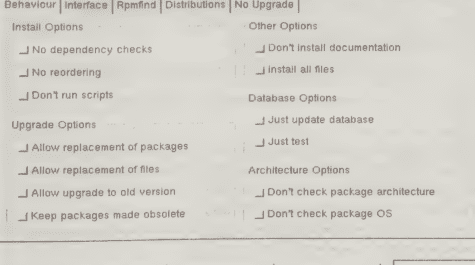 Behaviour Interface Rpmfind Distributions No Upgrade
Install Options
No dependency checks
No reordering
Don't run scripts
Upgrade Options
Allow replacement of packages
Allow replacement of files
Allow upgrade to old version
Keep packages made obsolete
Other Options
Don't install documentation
Install all files
Database Options
Just update database
Just test
Architecture Options
Don't check package architecture
Don't check package OS